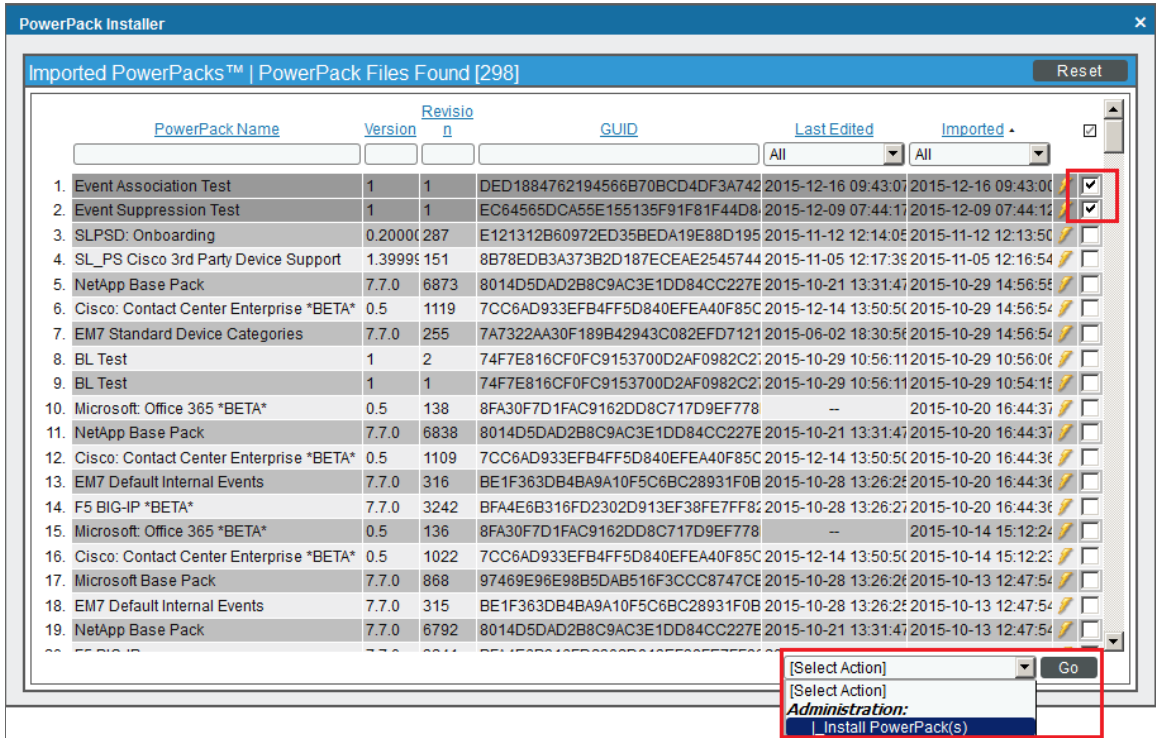 PowerPack Installer ×
Imported PowerPacks™ | PowerPack Files Found [298] Reset
PowerPack Name Version Revision GUID Last Edited Imported
All All
1. Event Association Test 1 1 DED1884762194566B70BCD4DF3A742 2015-12-16 09:43:07 2015-12-16 09:43:00
2. Event Suppression Test 1 1 EC64565DCA55E155135F91F81F44D8 2015-12-09 07:44:17 2015-12-09 07:44:12
3. SLPSD: Onboarding 0.2000 287 E121312B60972ED35BEDA19E88D195 2015-11-12 12:14:05 2015-11-12 12:13:50
4. SL_PS Cisco 3rd Party Device Support 1.3999 151 8B78EDB3A373B2D187ECEAE2545744 2015-11-05 12:17:39 2015-11-05 12:16:54
5. NetApp Base Pack 7.7.0 6873 8014D5DAD2B8C9AC3E1DD84CC227E 2015-10-21 13:31:47 2015-10-29 14:56:55
6. Cisco: Contact Center Enterprise *BETA* 0.5 1119 7CC6AD933EFB4FF5D840EFEA40F85C 2015-12-14 13:50:50 2015-10-29 14:56:54
7. EM7 Standard Device Categories 7.7.0 255 7A7322AA30F189B42943C082EFD7121 2015-06-02 18:30:56 2015-10-29 14:56:54
8. BL Test 1 2 74F7E816CF0FC9153700D2AF0982C27 2015-10-29 10:56:11 2015-10-29 10:56:06
9. BL Test 1 1 74F7E816CF0FC9153700D2AF0982C27 2015-10-29 10:56:11 2015-10-29 10:54:15
10. Microsoft: Office 365 *BETA* 0.5 138 8FA30F7D1FAC9162DD8C717D9EF778 -- 2015-10-20 16:44:37
11. NetApp Base Pack 7.7.0 6838 8014D5DAD2B8C9AC3E1DD84CC227E 2015-10-21 13:31:47 2015-10-20 16:44:37
12. Cisco: Contact Center Enterprise *BETA* 0.5 1109 7CC6AD933EFB4FF5D840EFEA40F85C 2015-12-14 13:50:50 2015-10-20 16:44:36
13. EM7 Default Internal Events 7.7.0 316 BE1F363DB4BA9A10F5C6BC28931F0B 2015-10-28 13:26:25 2015-10-20 16:44:36
14. F5 BIG-IP *BETA* 7.7.0 3242 BFA4E6B316FD2302D913EF38FE7FF82 2015-10-28 13:26:27 2015-10-20 16:44:36
15. Microsoft: Office 365 *BETA* 0.5 136 8FA30F7D1FAC9162DD8C717D9EF778 -- 2015-10-14 15:12:24
16. Cisco: Contact Center Enterprise *BETA* 0.5 1022 7CC6AD933EFB4FF5D840EFEA40F85C 2015-12-14 13:50:50 2015-10-14 15:12:23
17. Microsoft Base Pack 7.7.0 868 97469E96E98B5DAB516F3CCC8747CE 2015-10-28 13:26:26 2015-10-13 12:47:54
18. EM7 Default Internal Events 7.7.0 315 BE1F363DB4BA9A10F5C6BC28931F0B 2015-10-28 13:26:25 2015-10-13 12:47:54
19. NetApp Base Pack 7.7.0 6792 8014D5DAD2B8C9AC3E1DD84CC227E 2015-10-21 13:31:47 2015-10-13 12:47:54
[Select Action] Go
[Select Action]
Administration:
|_Install PowerPack(s)